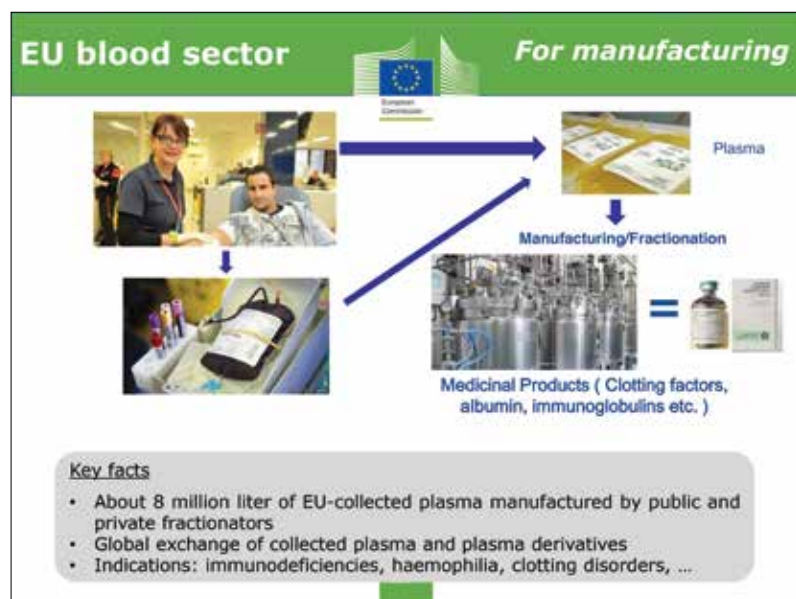 EU blood sector
For manufacturing
European
Commission
Plasma
Manufacturing/Fractionation
=
Medicinal Products ( Clotting factors,
albumin, immunoglobulins etc. )
Key facts
• About 8 million liter of EU-collected plasma manufactured by public and
private fractionators
• Global exchange of collected plasma and plasma derivatives
• Indications: immunodeficiencies, haemophilia, clotting disorders, …